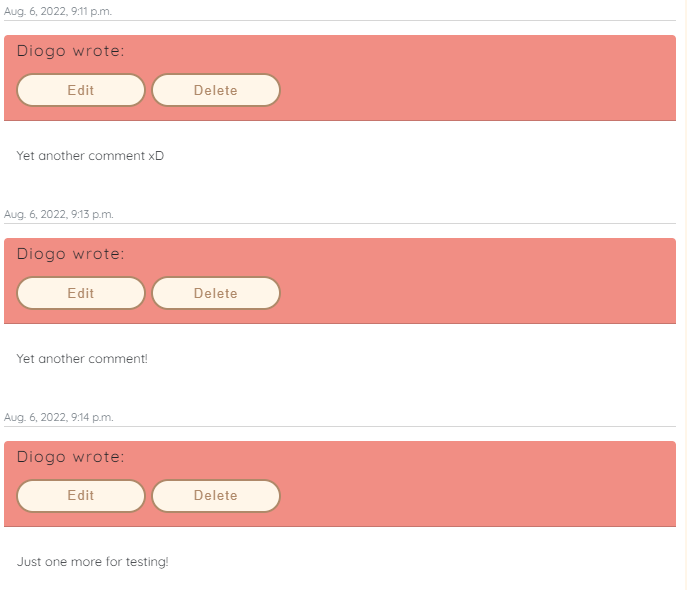 Aug. 6, 2022, 9:11 p.m.
Diogo wrote:
Edit Delete
Yet another comment xD
Aug. 6, 2022, 9:13 p.m.
Diogo wrote:
Edit Delete
Yet another comment!
Aug. 6, 2022, 9:14 p.m.
Diogo wrote:
Edit Delete
Just one more for testing!